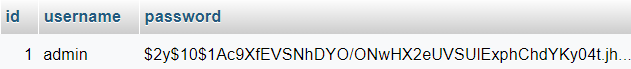 id username password
1 admin $2y$10$1Ac9XfEVSNhDYO/ONwHX2eUVSUlExphChdYKy04t.jh...